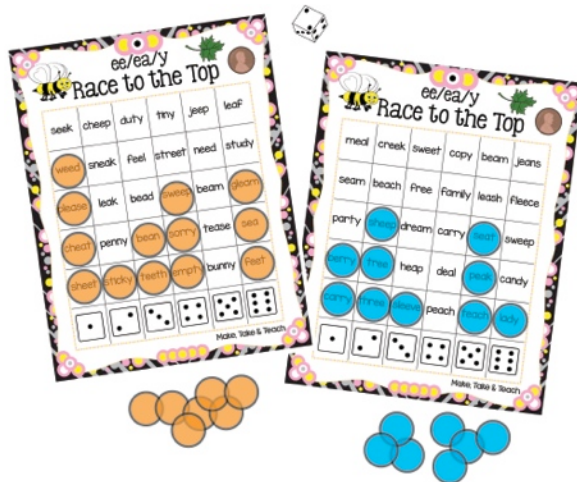 ee/ea/y
Race to the Top
seek cheep duty tiny jeep leaf
weed sneak feel street need study
please leak bead sweep beam gleam
cheat penny bean sorry tease sea
sheet sticky teeth empty bunny feet
Make, Take & Teach
ee/ea/y
Race to the Top
meal creek sweet copy beam jeans
seam beach free family leash fleece
party sheep dream carry seat sweep
berry tree heap deal peak candy
carry three sleeve peach teach lady
Make, Take & Teach